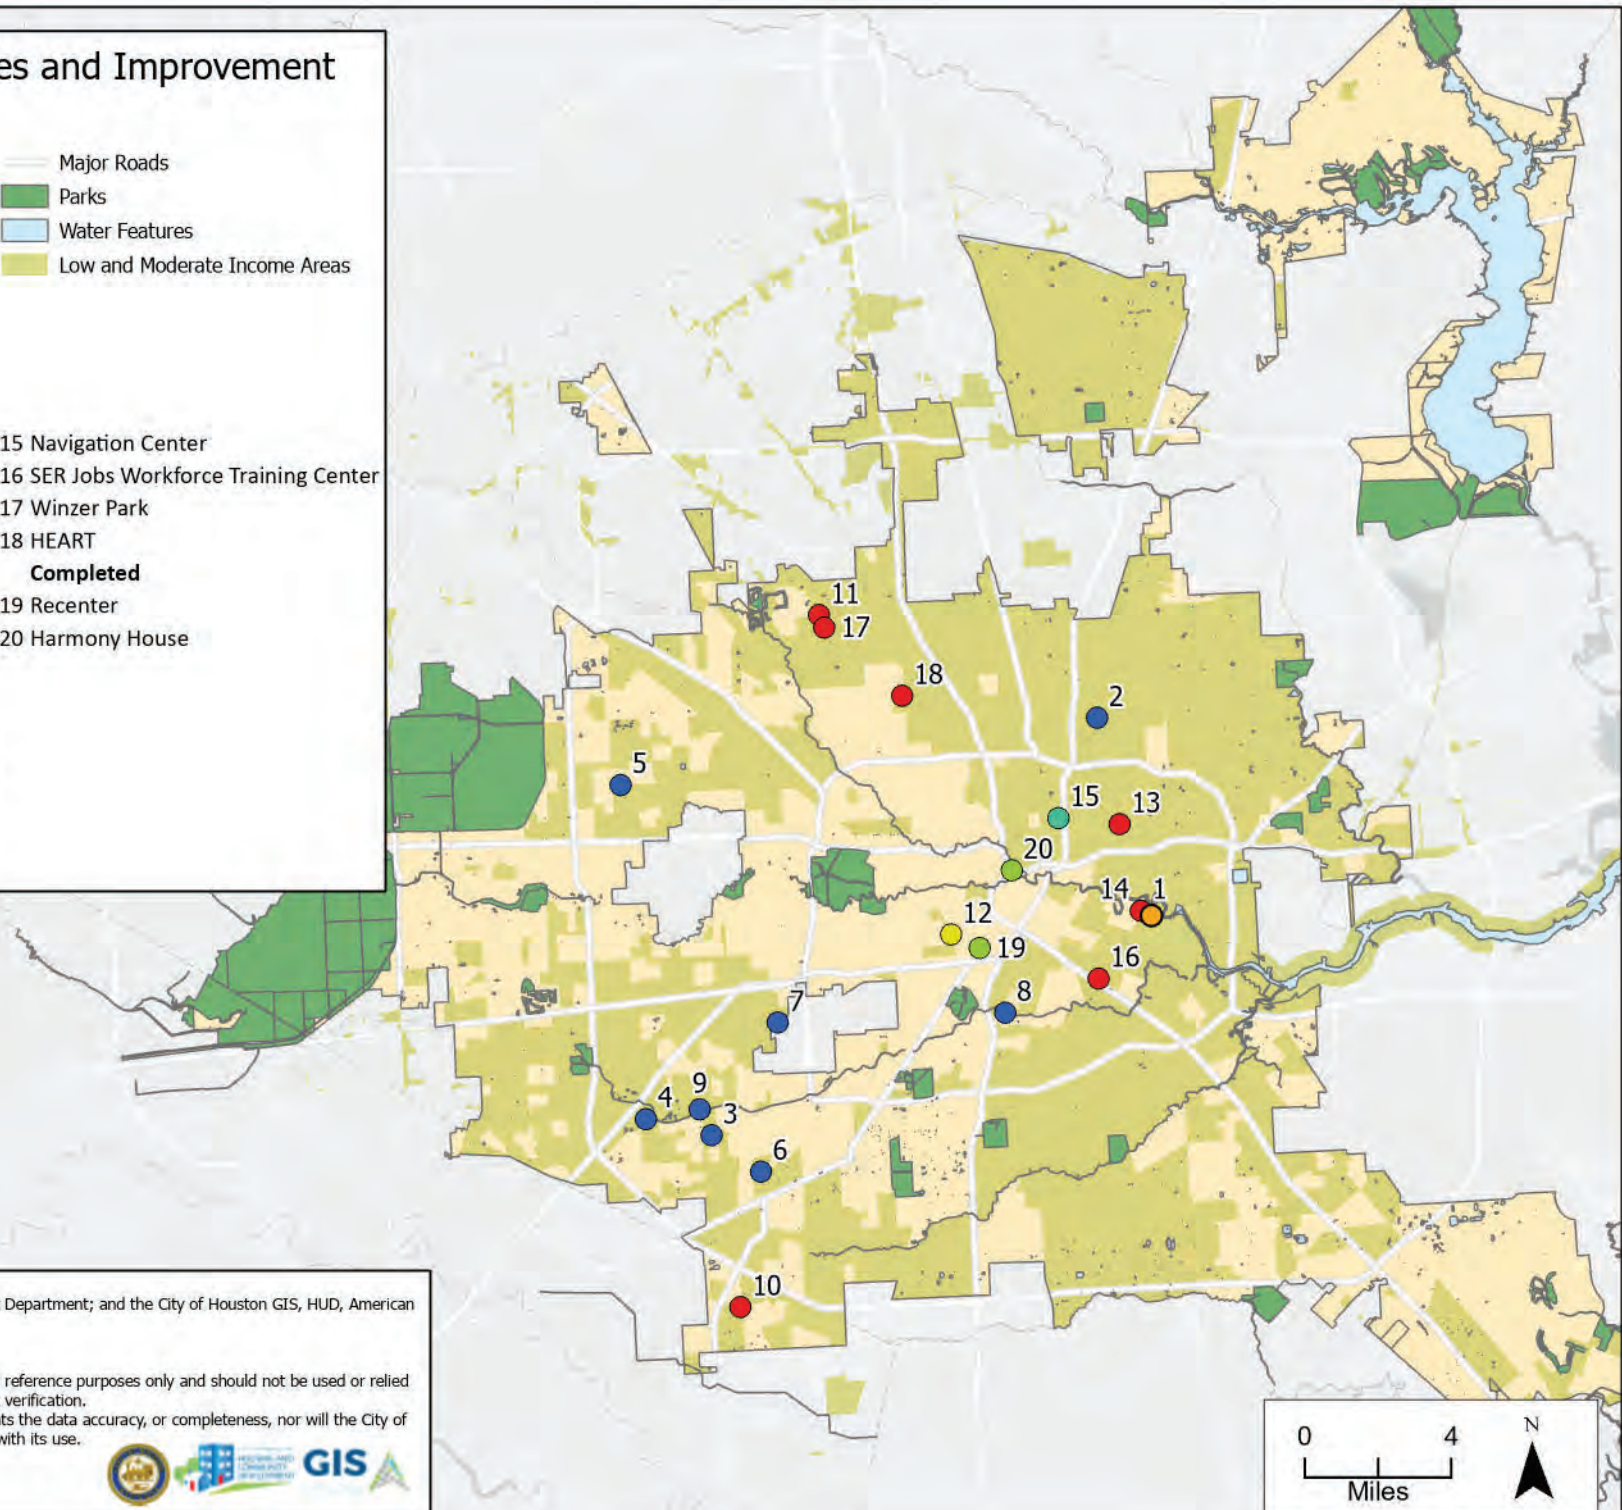 es and Improvement
Major Roads
Parks
Water Features
Low and Moderate Income Areas
15 Navigation Center
16 SER Jobs Workforce Training Center
17 Winzer Park
18 HEART
Completed
19 Recenter
20 Harmony House
11
17
18
2
5
15
13
20
14 1
12
19
16
8
7
9
4
3
6
10
Department; and the City of Houston GIS, HUD, American
reference purposes only and should not be used or relied
verification.
ts the data accuracy, or completeness, nor will the City of
with its use.
HOUSING AND
COMMUNITY
DEVELOPMENT
GIS
0 4
Miles
N